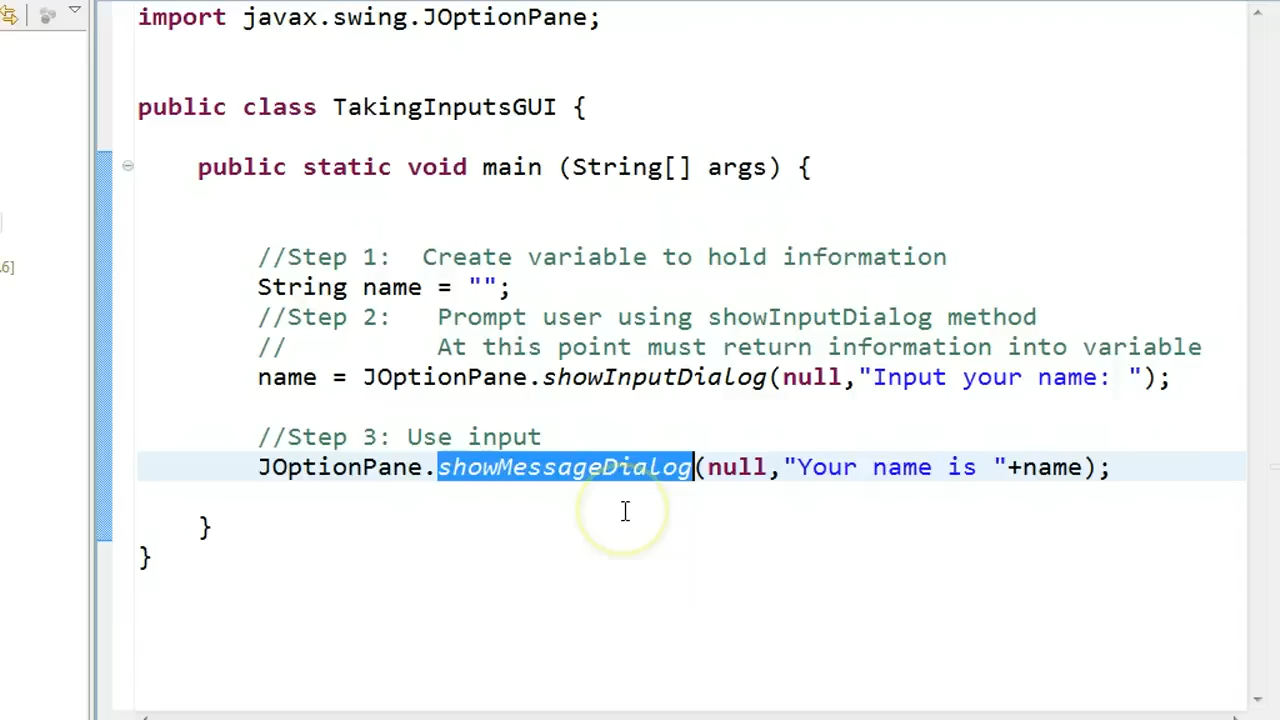 import javax.swing.JOptionPane;
public class TakingInputsGUI {
public static void main (String[] args) {
//Step 1:  Create variable to hold information
String name = "";
//Step 2:   Prompt user using showInputDialog method
//          At this point must return information into variable
name = JOptionPane.showInputDialog(null,"Input your name: ");
6]
//Step 3: Use input
JOptionPane.showMessageDialog(null,"Your name is "+name);
}
}